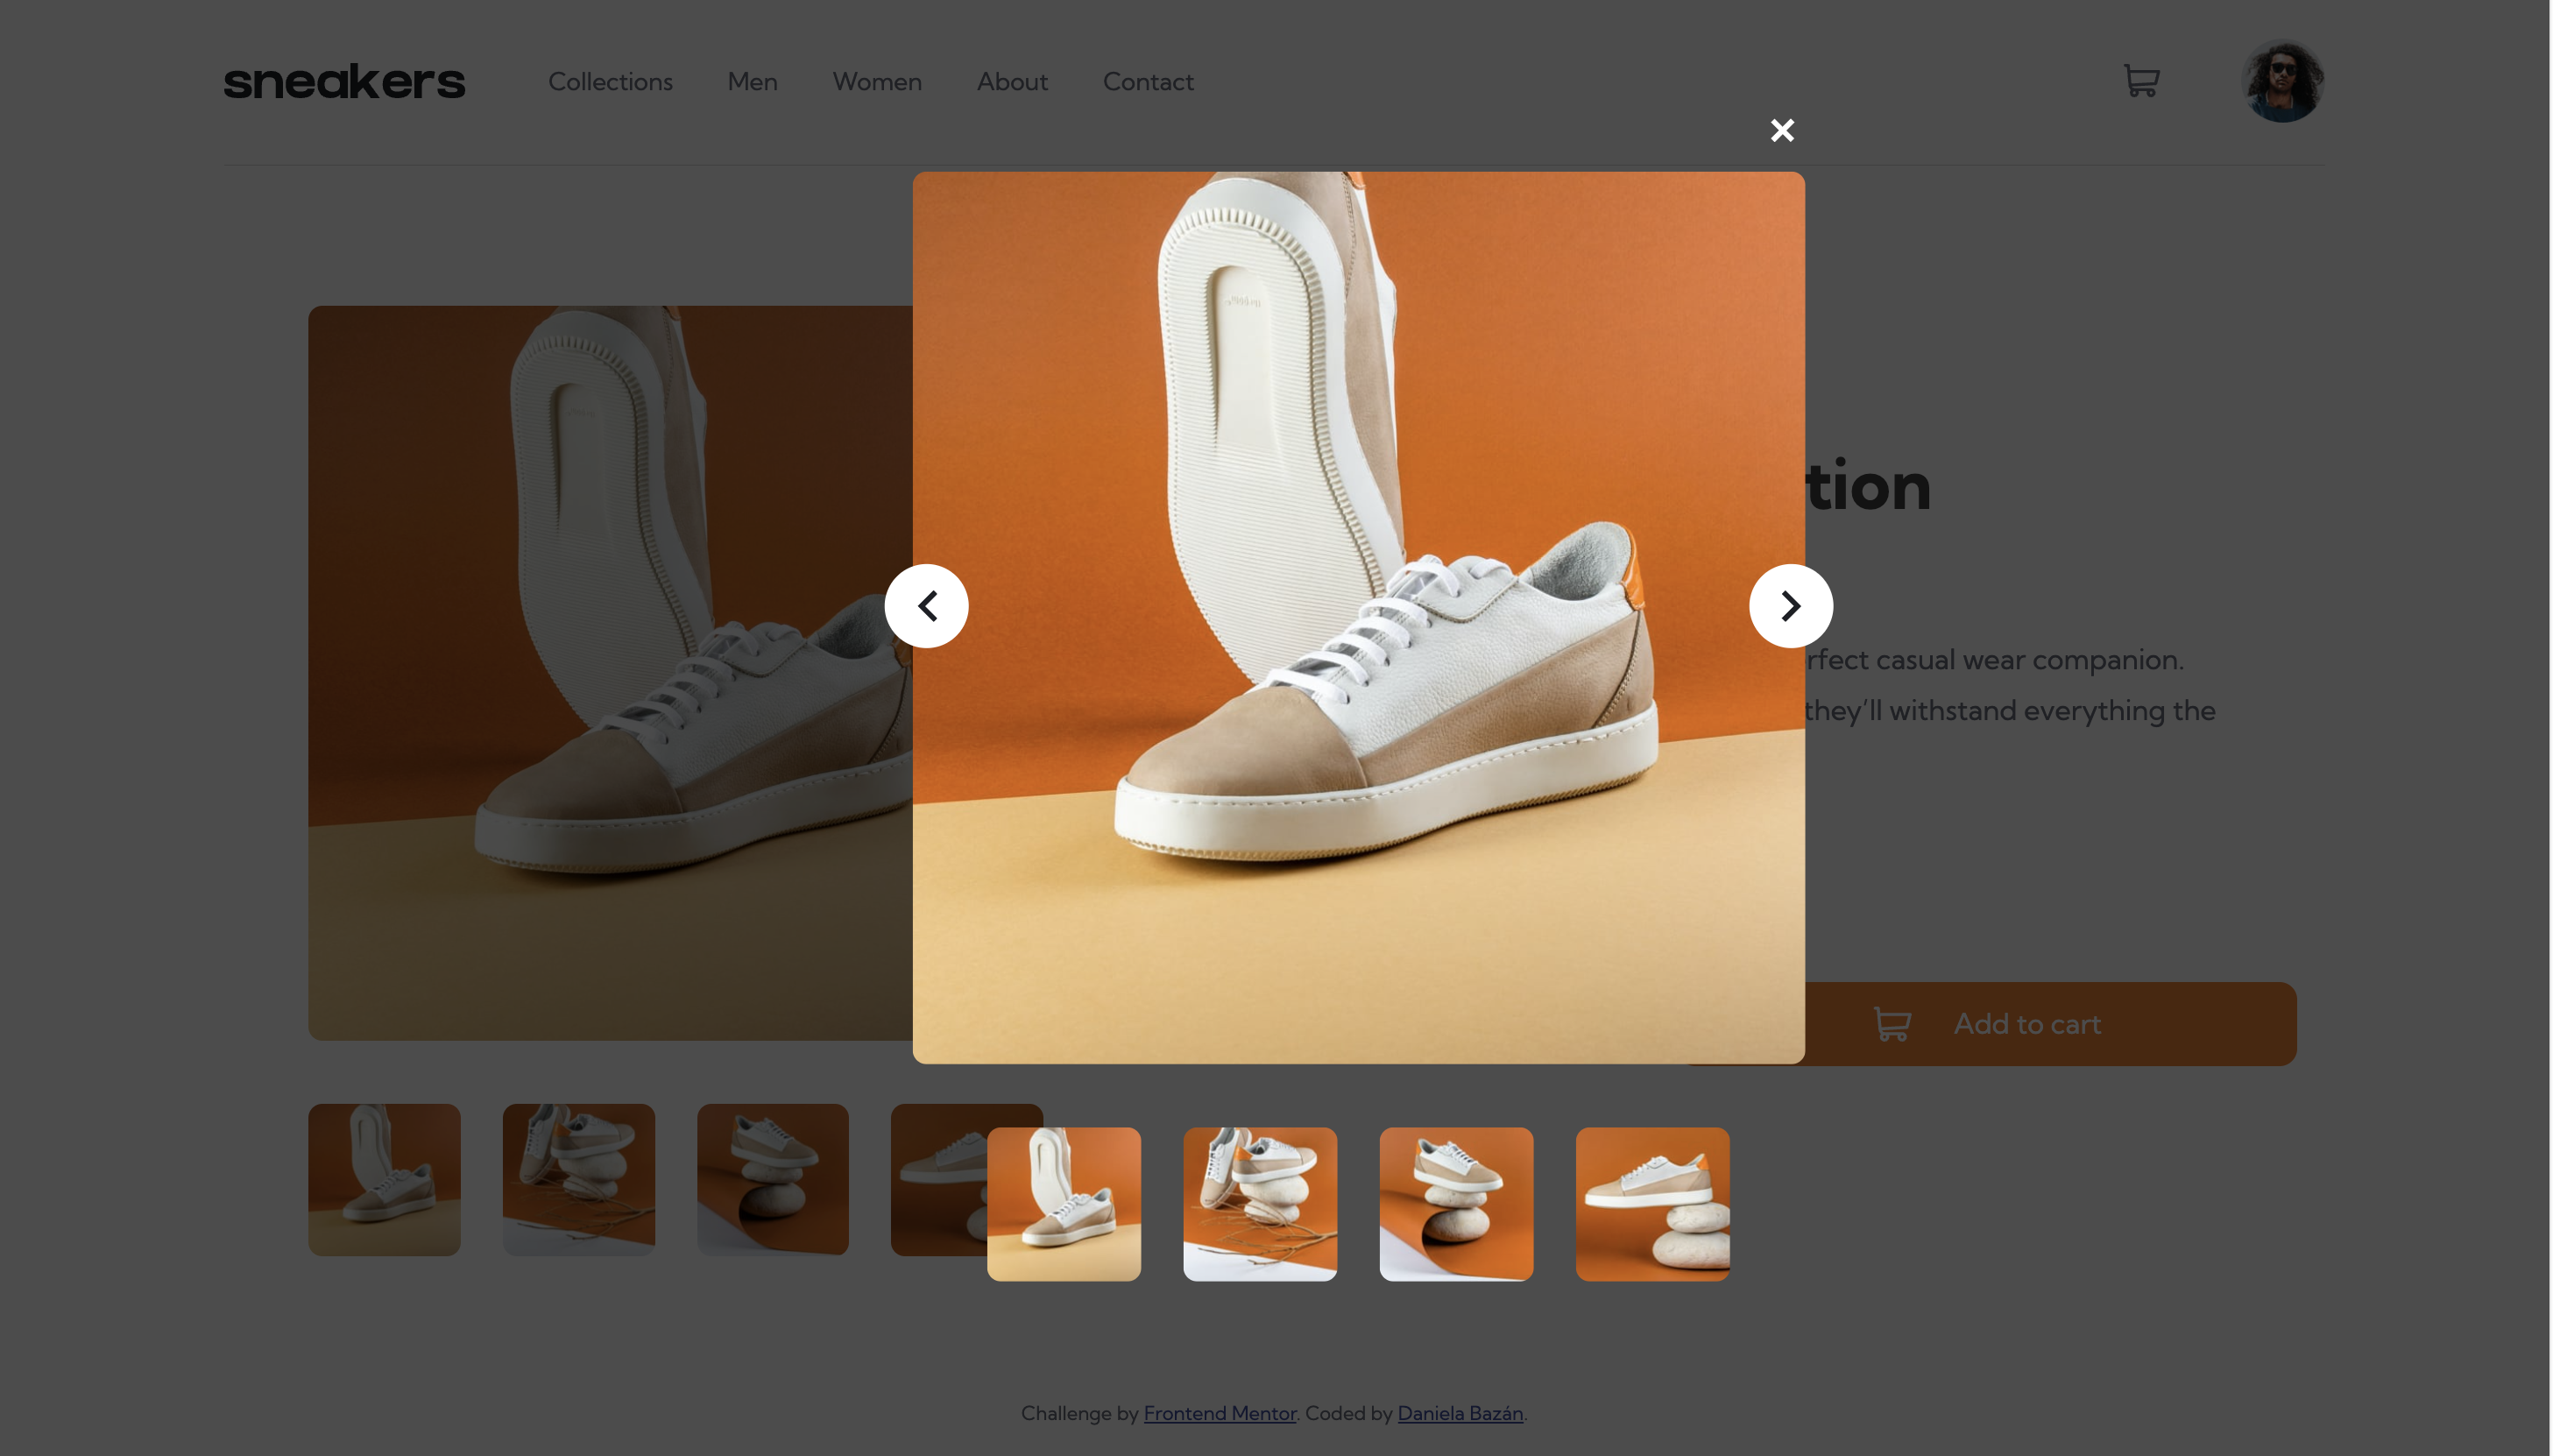 sneakers
Collections
Men
Women
About
Contact
tion
rfect casual wear companion.
they’ll withstand everything the
Add to cart
Challenge by Frontend Mentor. Coded by Daniela Bazán.